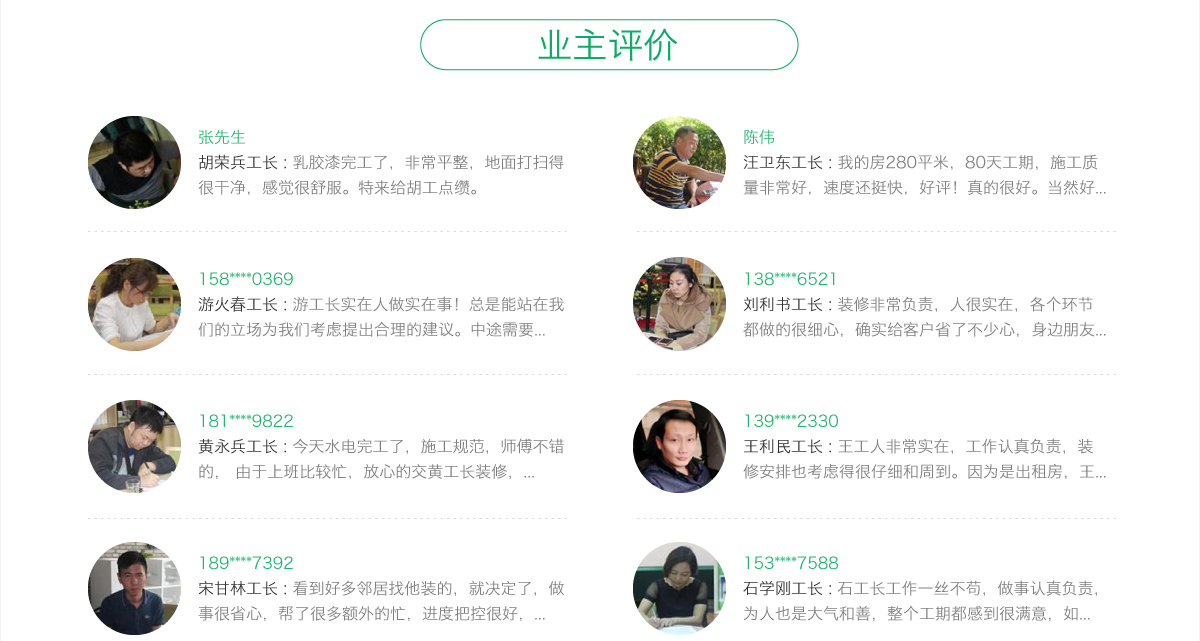 业主评价
张先生
胡荣兵工长：乳胶漆完工了，非常平整，地面打扫得
很干净，感觉很舒服。特来给胡工点缵。
陈伟
汪卫东工长：我的房280平米，80天工期，施工质
量非常好，速度还挺快，好评！真的很好。当然好...
158****0369
游火春工长：游工长实在人做实在事！总是能站在我
们的立场为我们考虑提出合理的建议。中途需要...
138****6521
刘利书工长：装修非常负责，人很实在，各个环节
都做的很细心，确实给客户省了不少心，身边朋友...
181****9822
黄永兵工长：今天水电完工了，施工规范，师傅不错
的， 由于上班比较忙，放心的交黄工长装修，...
139****2330
王利民工长：王工人非常实在，工作认真负责，装
修安排也考虑得很仔细和周到。因为是出租房，王...
189****7392
宋甘林工长：看到好多邻居找他装的，就决定了，做
事很省心，帮了很多额外的忙，进度把控很好，...
153****7588
石学刚工长：石工长工作一丝不苟，做事认真负责，
为人也是大气和善，整个工期都感到很满意，如...